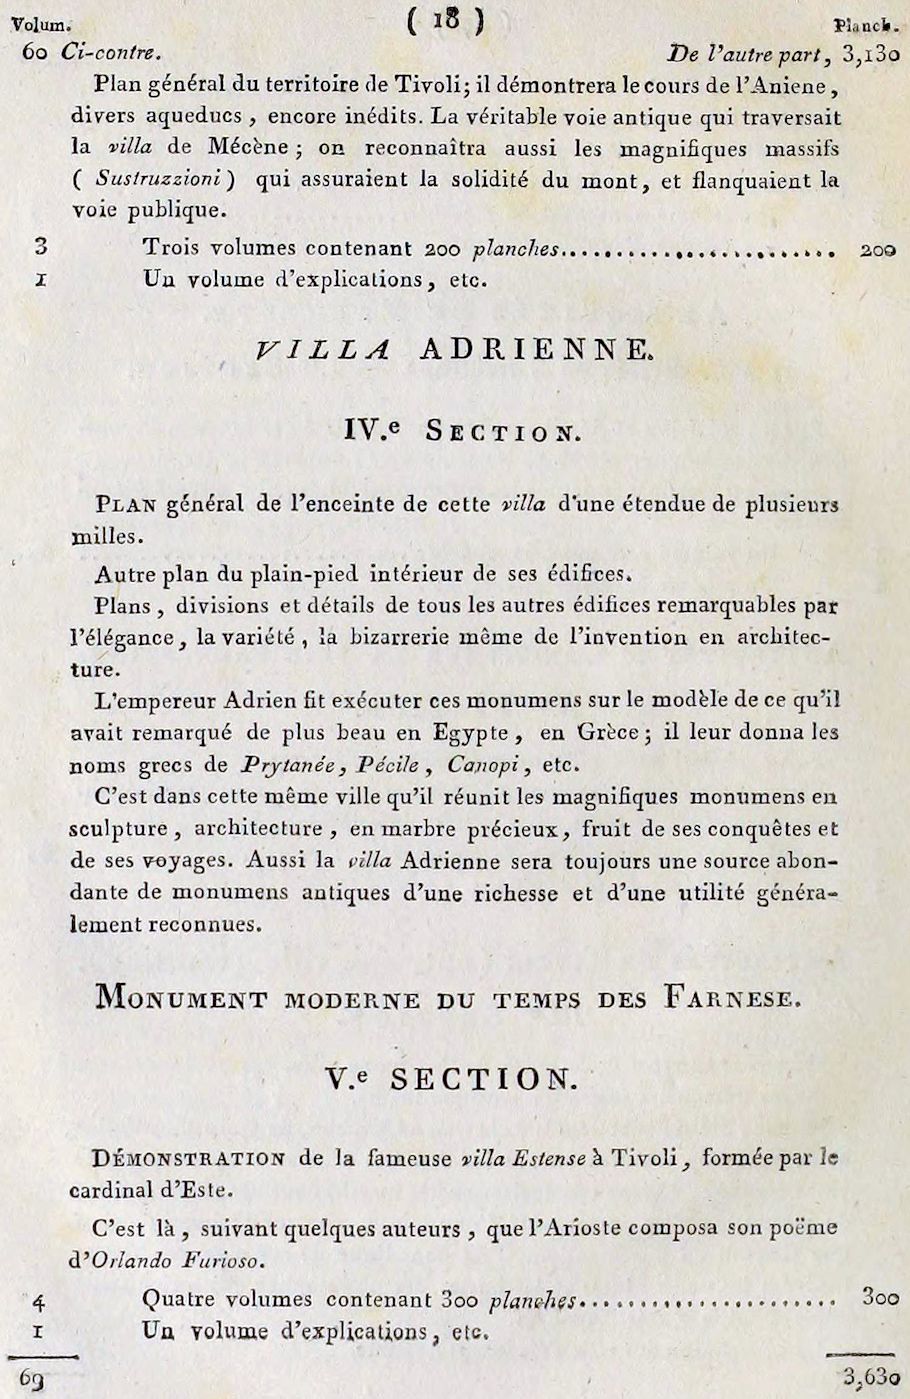 ( 18 )
Volum. Planch.
60 Ci-contre. De l'autre part, 3,130
Plan général du territoire de Tivoli; il démontrera le cours de l'Aniene,
divers aqueducs, encore inédits. La véritable voie antique qui traversait
la villa de Mécène; on reconnaîtra aussi les magnifiques massifs
( Sustruzzioni ) qui assuraient la solidité du mont, et flanquaient la
voie publique.
3 Trois volumes contenant 200 planches......................... 200
1 Un volume d'explications, etc.
VILLA ADRIENNE.
IV.e SECTION.
PLAN général de l'enceinte de cette villa d'une étendue de plusieurs
milles.
Autre plan du plain-pied intérieur de ses édifices.
Plans, divisions et détails de tous les autres édifices remarquables par
l'élégance, la variété, la bizarrerie même de l'invention en architec-
ture.
L'empereur Adrien fit exécuter ces monumens sur le modèle de ce qu'il
avait remarqué de plus beau en Egypte, en Grèce; il leur donna les
noms grecs de Prytanée, Pécile, Canopi, etc.
C'est dans cette même ville qu'il réunit les magnifiques monumens en
sculpture, architecture, en marbre précieux, fruit de ses conquêtes et
de ses voyages. Aussi la villa Adrienne sera toujours une source abon-
dante de monumens antiques d'une richesse et d'une utilité généra-
lement reconnues.
MONUMENT MODERNE DU TEMPS DES FARNESE.
V.e SECTION.
DÉMONSTRATION de la fameuse villa Estense à Tivoli, formée par le
cardinal d'Este.
C'est là, suivant quelques auteurs, que l'Arioste composa son poëme
d'Orlando Furioso.
4 Quatre volumes contenant 300 planches....................... 300
1 Un volume d'explications, etc.
69 3,630